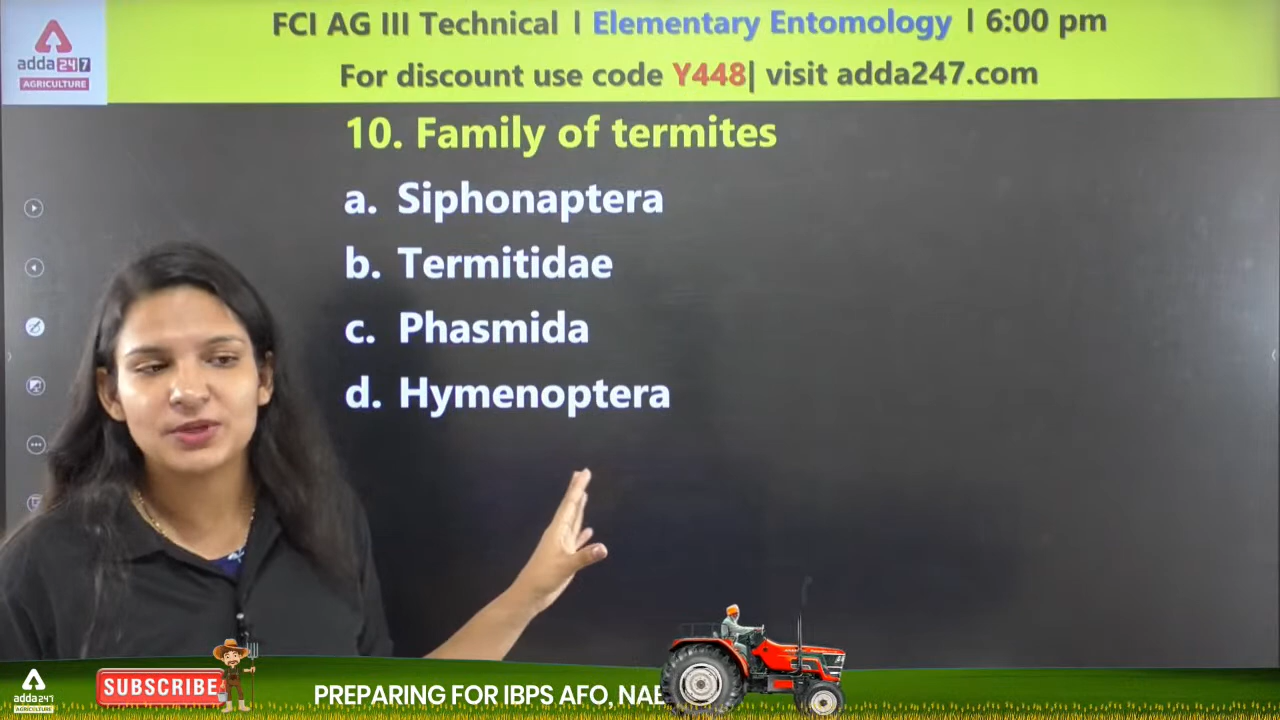 FCI AG III Technical l Elementary Entomology l 6:00 pm
For discount use code Y448| visit adda247.com
adda247
AGRICULTURE
10. Family of termites
a. Siphonaptera
b. Termitidae
c. Phasmida
d. Hymenoptera
adda247
AGRICULTURE
SUBSCRIBE
PREPARING FOR IBPS AFO,